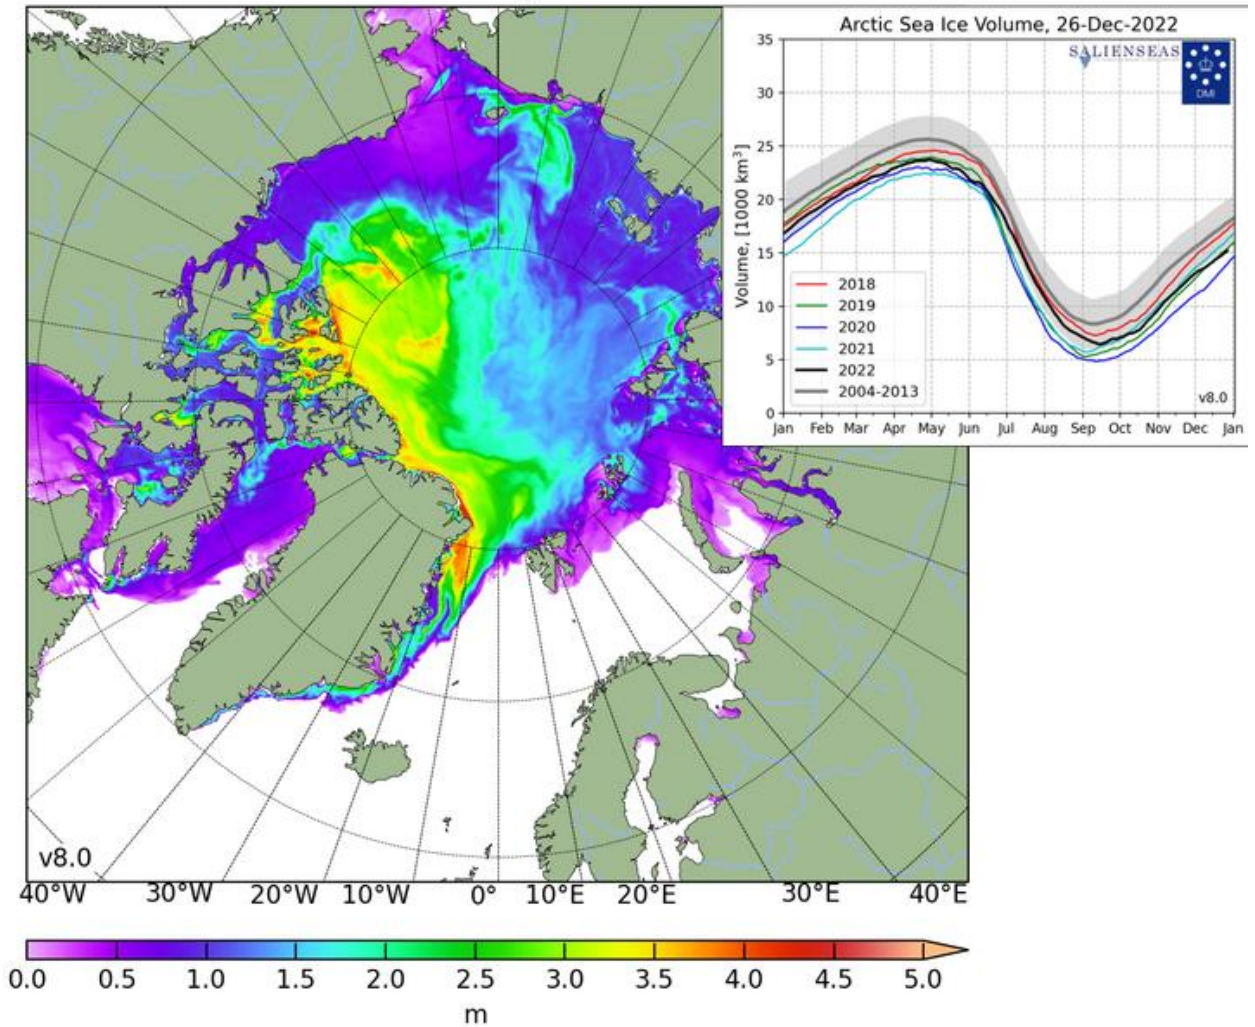 Arctic Sea Ice Volume, 26-Dec-2022
SALIENSEAS
DMI
Volume, [1000 km³]
35
30
25
20
15
10
5
0
2018
2019
2020
2021
2022
2004-2013
v8.0
Jan Feb Mar Apr May Jun Jul Aug Sep Oct Nov Dec Jan
v8.0
40°W 30°W 20°W 10°W 0° 10°E 20°E 30°E 40°E
0.0 0.5 1.0 1.5 2.0 2.5 3.0 3.5 4.0 4.5 5.0
m